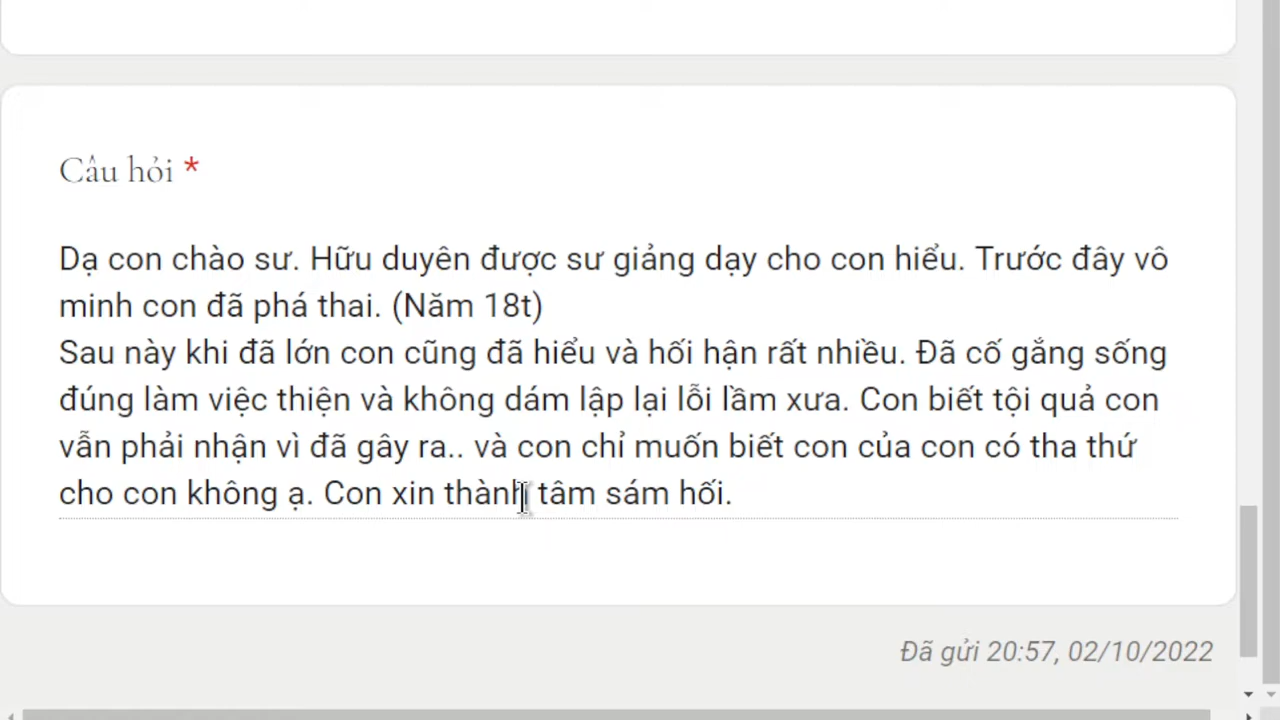 Câu hỏi *
Dạ con chào sư. Hữu duyên được sư giảng dạy cho con hiểu. Trước đây vô
minh con đã phá thai. (Năm 18t)
Sau này khi đã lớn con cũng đã hiểu và hối hận rất nhiều. Đã cố gắng sống
đúng làm việc thiện và không dám lập lại lỗi lầm xưa. Con biết tội quả con
vẫn phải nhận vì đã gây ra.. và con chỉ muốn biết con của con có tha thứ
cho con không ạ. Con xin thành tâm sám hối.
Đã gửi 20:57, 02/10/2022